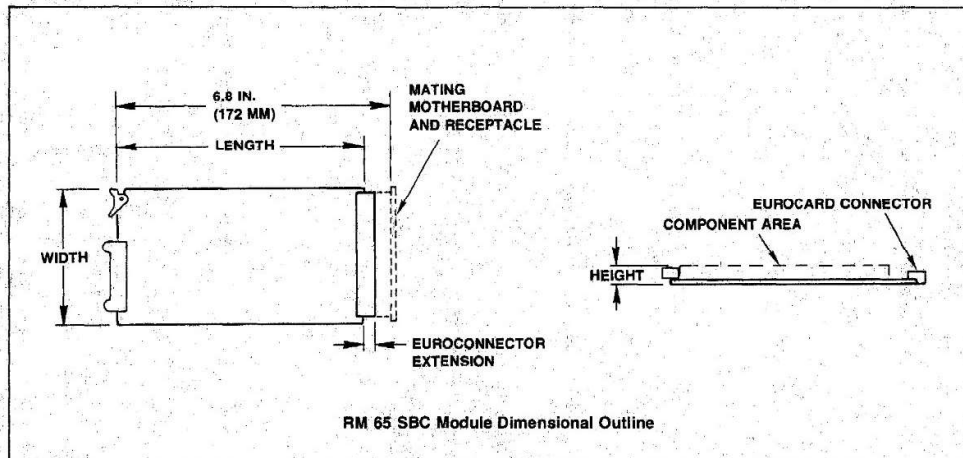 6.8 IN.
(172 MM)
LENGTH
MATING
MOTHERBOARD
AND RECEPTACLE
WIDTH
EUROCONNECTOR
EXTENSION
EUROCARD CONNECTOR
COMPONENT AREA
HEIGHT
RM 65 SBC Module Dimensional Outline